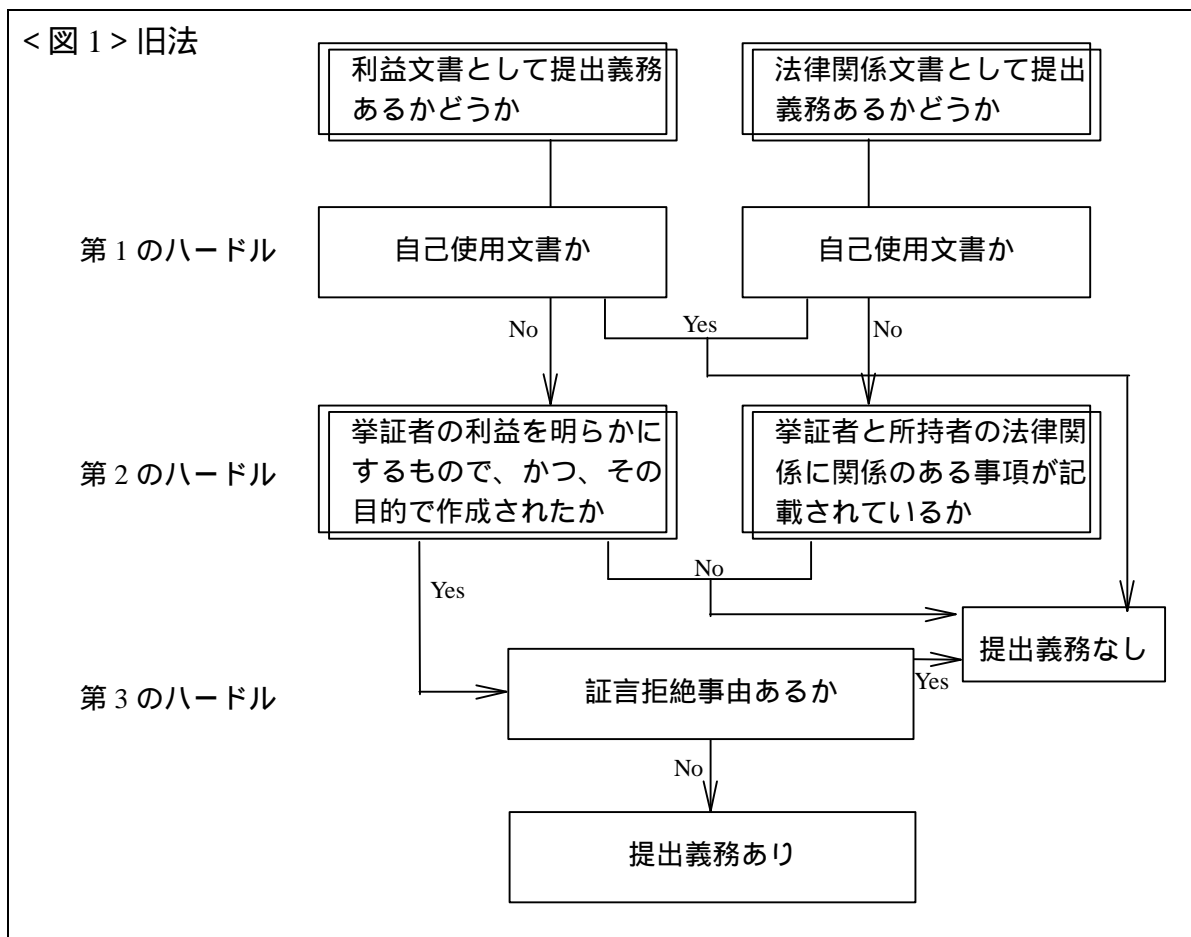 <図1>旧法
利益文書として提出義務
あるかどうか
法律関係文書として提出
義務あるかどうか
第1のハードル
自己使用文書か
自己使用文書か
No
Yes
No
第2のハードル
挙証者の利益を明らかに
するもので、かつ、その
目的で作成されたか
挙証者と所持者の法律関
係に関係のある事項が記
載されているか
Yes
No
提出義務なし
第3のハードル
証言拒絶事由あるか
Yes
No
提出義務あり